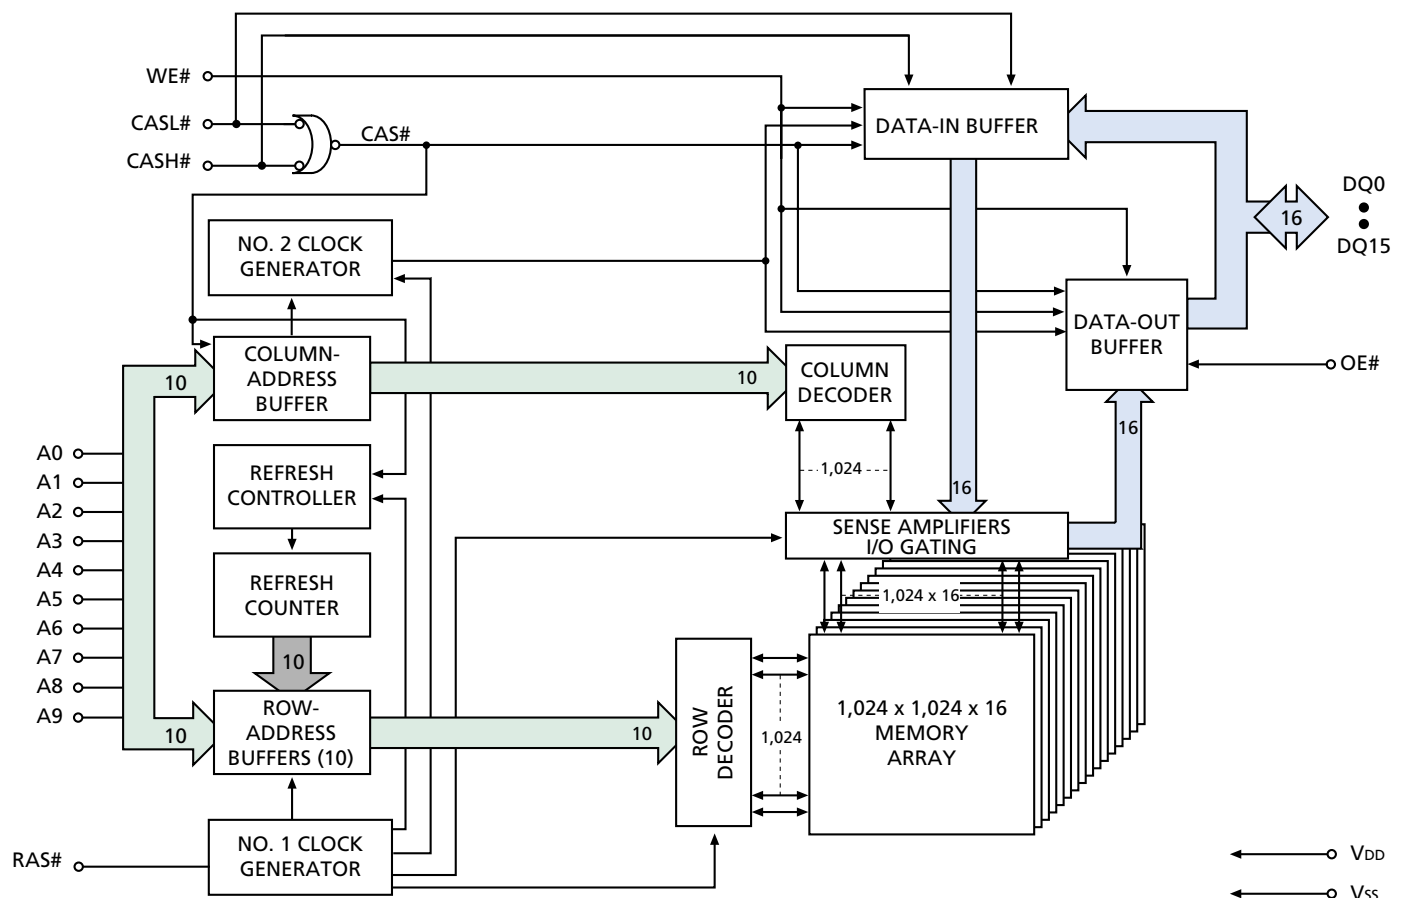 WE#
CASL#
CASH#
CAS#
DATA-IN BUFFER
DQ0
16
DQ15
NO. 2 CLOCK
GENERATOR
DATA-OUT
BUFFER
OE#
COLUMN-
ADDRESS
BUFFER
10
10
COLUMN
DECODER
16
A0
A1
A2
A3
A4
A5
A6
A7
A8
A9
REFRESH
CONTROLLER
1,024
16
SENSE AMPLIFIERS
I/O GATING
REFRESH
COUNTER
1,024 x 16
10
ROW-
ADDRESS
BUFFERS (10)
10
10
ROW
DECODER
1,024
1,024 x 1,024 x 16
MEMORY
ARRAY
NO. 1 CLOCK
GENERATOR
RAS#
VDD
VSS